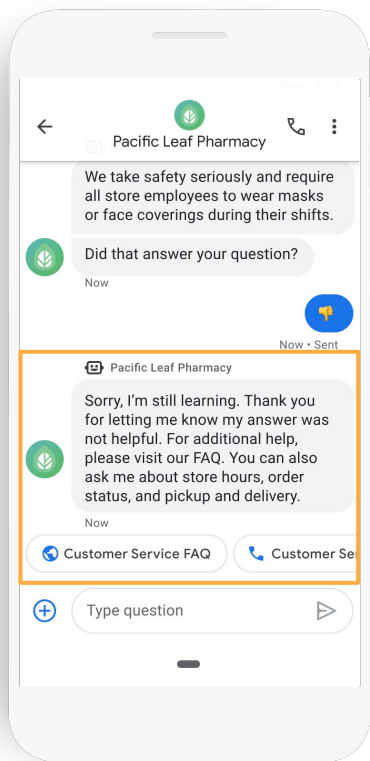 Pacific Leaf Pharmacy
We take safety seriously and require
all store employees to wear masks
or face coverings during their shifts.
Did that answer your question?
Now
👎
Now • Sent
Pacific Leaf Pharmacy
Sorry, I'm still learning. Thank you
for letting me know my answer was
not helpful. For additional help,
please visit our FAQ. You can also
ask me about store hours, order
status, and pickup and delivery.
Now
Customer Service FAQ
Customer Se
Type question